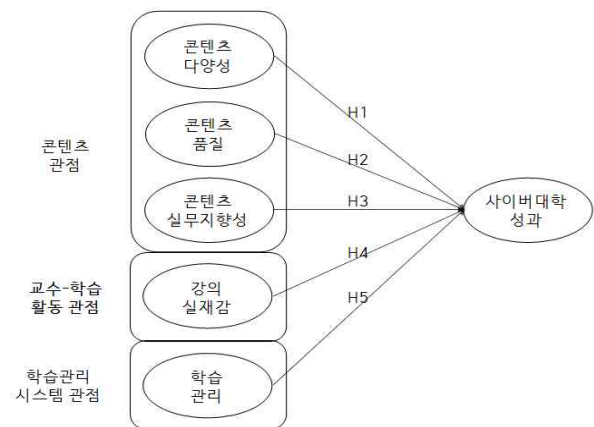 콘텐츠
다양성
H1
콘텐츠
관점
콘텐츠
품질
H2
콘텐츠
실무지향성
H3
사이버대학
성과
교수-학습
활동 관점
강의
실재감
H4
H5
학습관리
시스템 관점
학습
관리